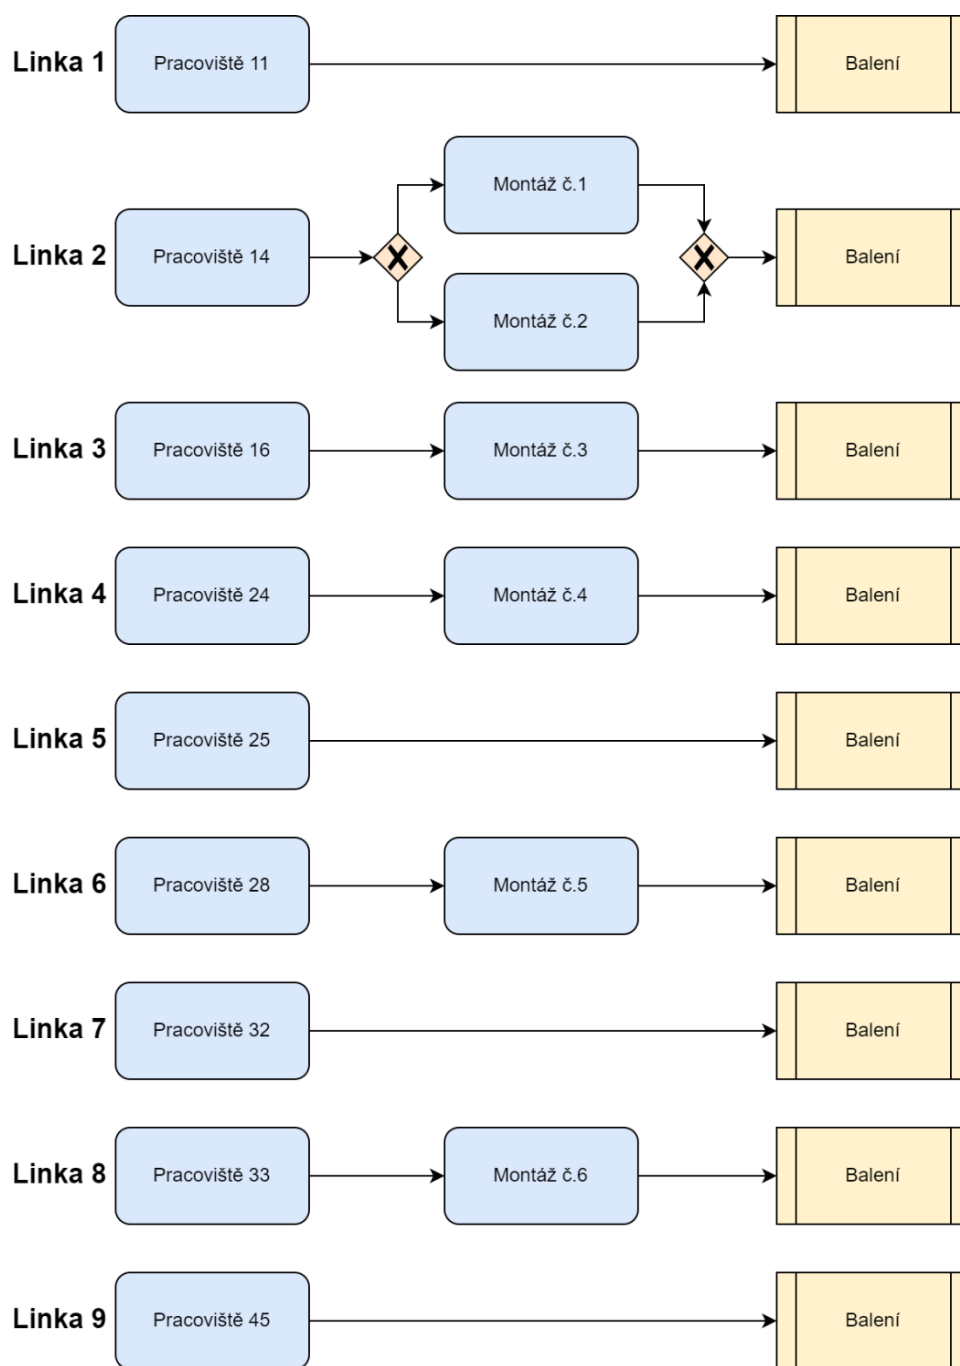 Linka 1
Pracoviště 11
Balení
Montáž č.1
Linka 2
Pracoviště 14
Balení
Montáž č.2
Linka 3
Pracoviště 16
Montáž č.3
Balení
Linka 4
Pracoviště 24
Montáž č.4
Balení
Linka 5
Pracoviště 25
Balení
Linka 6
Pracoviště 28
Montáž č.5
Balení
Linka 7
Pracoviště 32
Balení
Linka 8
Pracoviště 33
Montáž č.6
Balení
Linka 9
Pracoviště 45
Balení